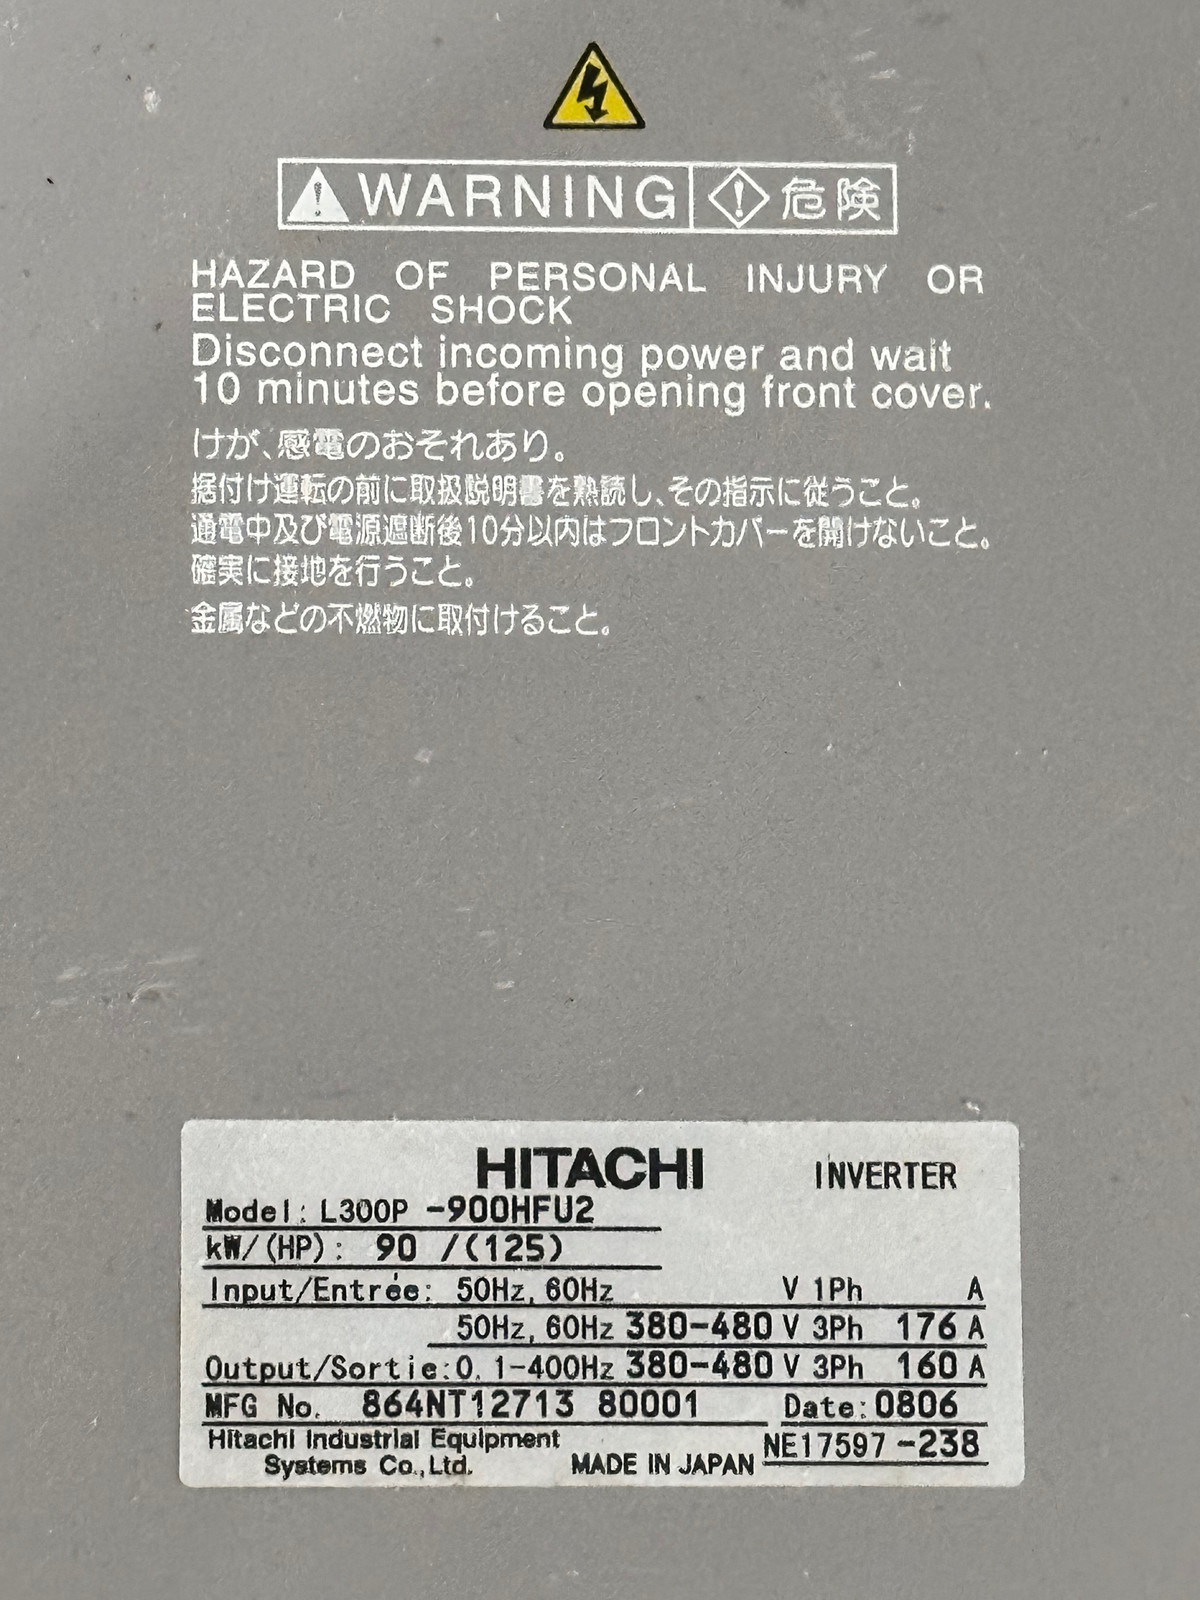 WARNING 危険
HAZARD OF PERSONAL INJURY OR
ELECTRIC SHOCK
Disconnect incoming power and wait
10 minutes before opening front cover.
けが、感電のおそれあり。
据付け運転の前に取扱説明書を熟読し、その指示に従うこと。
通電中及び電源遮断後10分以内はフロントカバーを開けないこと。
確実に接地を行うこと。
金属などの不燃物に取付けること。
HITACHI INVERTER
Model: L300P -900HFU2
kW/(HP): 90 /(125)
Input/Entrée: 50Hz, 60Hz V 1Ph A
50Hz, 60Hz 380-480 V 3Ph 176 A
Output/Sortie:0.1-400Hz 380-480 V 3Ph 160 A
MFG No. 864NT12713 80001 Date: 0806
Hitachi Industrial Equipment
Systems Co.,Ltd. MADE IN JAPAN NE17597 -238